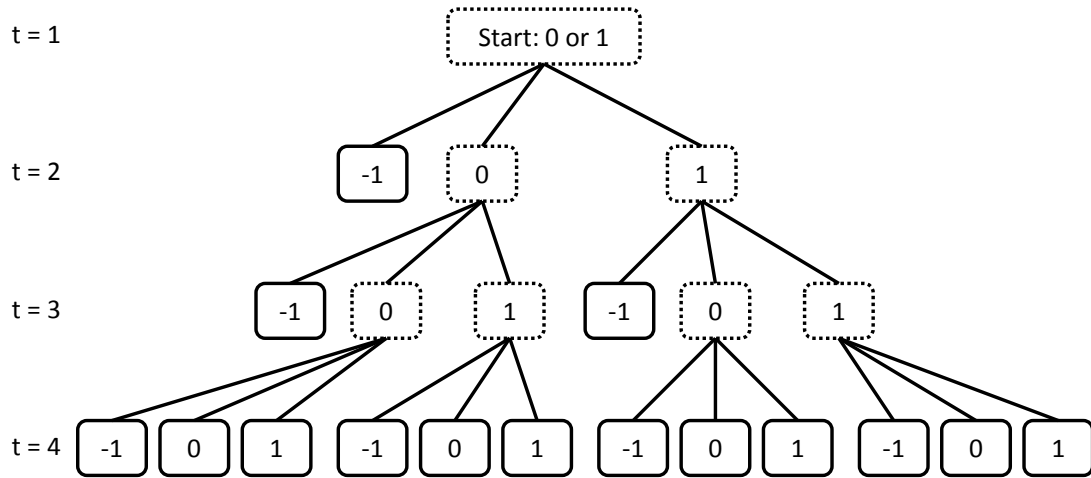 t = 1
Start: 0 or 1
t = 2
-1 0 1
t = 3
-1 0 1 -1 0 1
t = 4
-1 0 1 -1 0 1 -1 0 1 -1 0 1